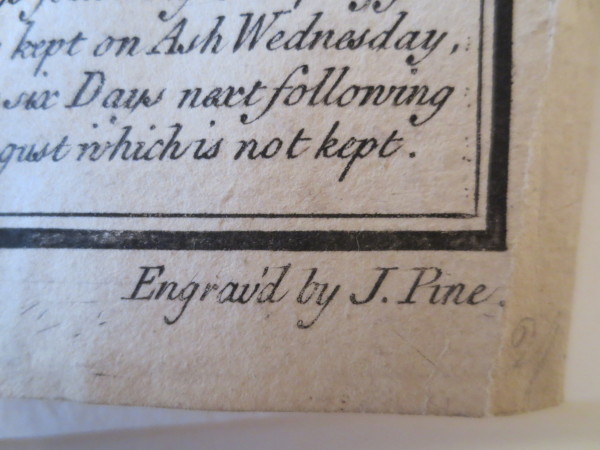 kept on Ash Wednesday,
six Days next following
gust which is not kept.
Engrav'd by J. Pine.